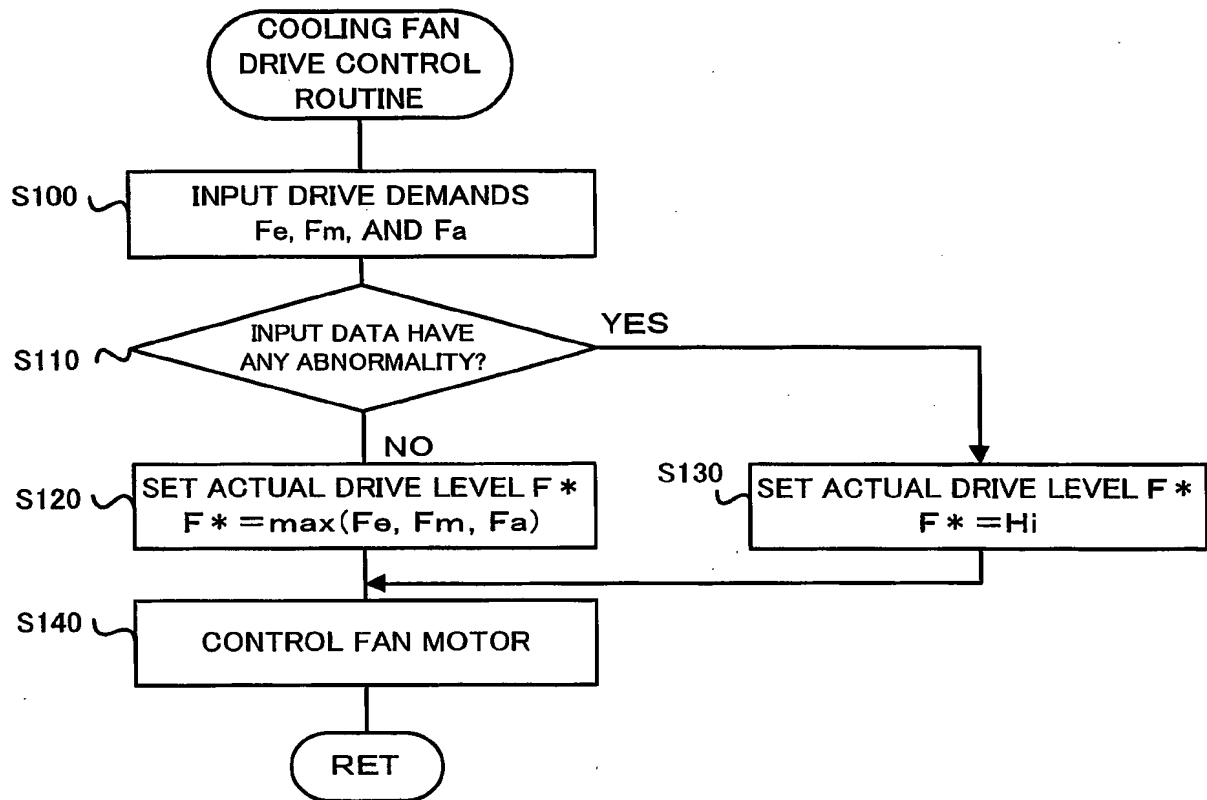 COOLING FAN
DRIVE CONTROL
ROUTINE
S100
INPUT DRIVE DEMANDS
Fe, Fm, AND Fa
S110
INPUT DATA HAVE
ANY ABNORMALITY?
YES
NO
S120
SET ACTUAL DRIVE LEVEL F*
F*=max(Fe, Fm, Fa)
S130
SET ACTUAL DRIVE LEVEL F*
F*=Hi
S140
CONTROL FAN MOTOR
RET